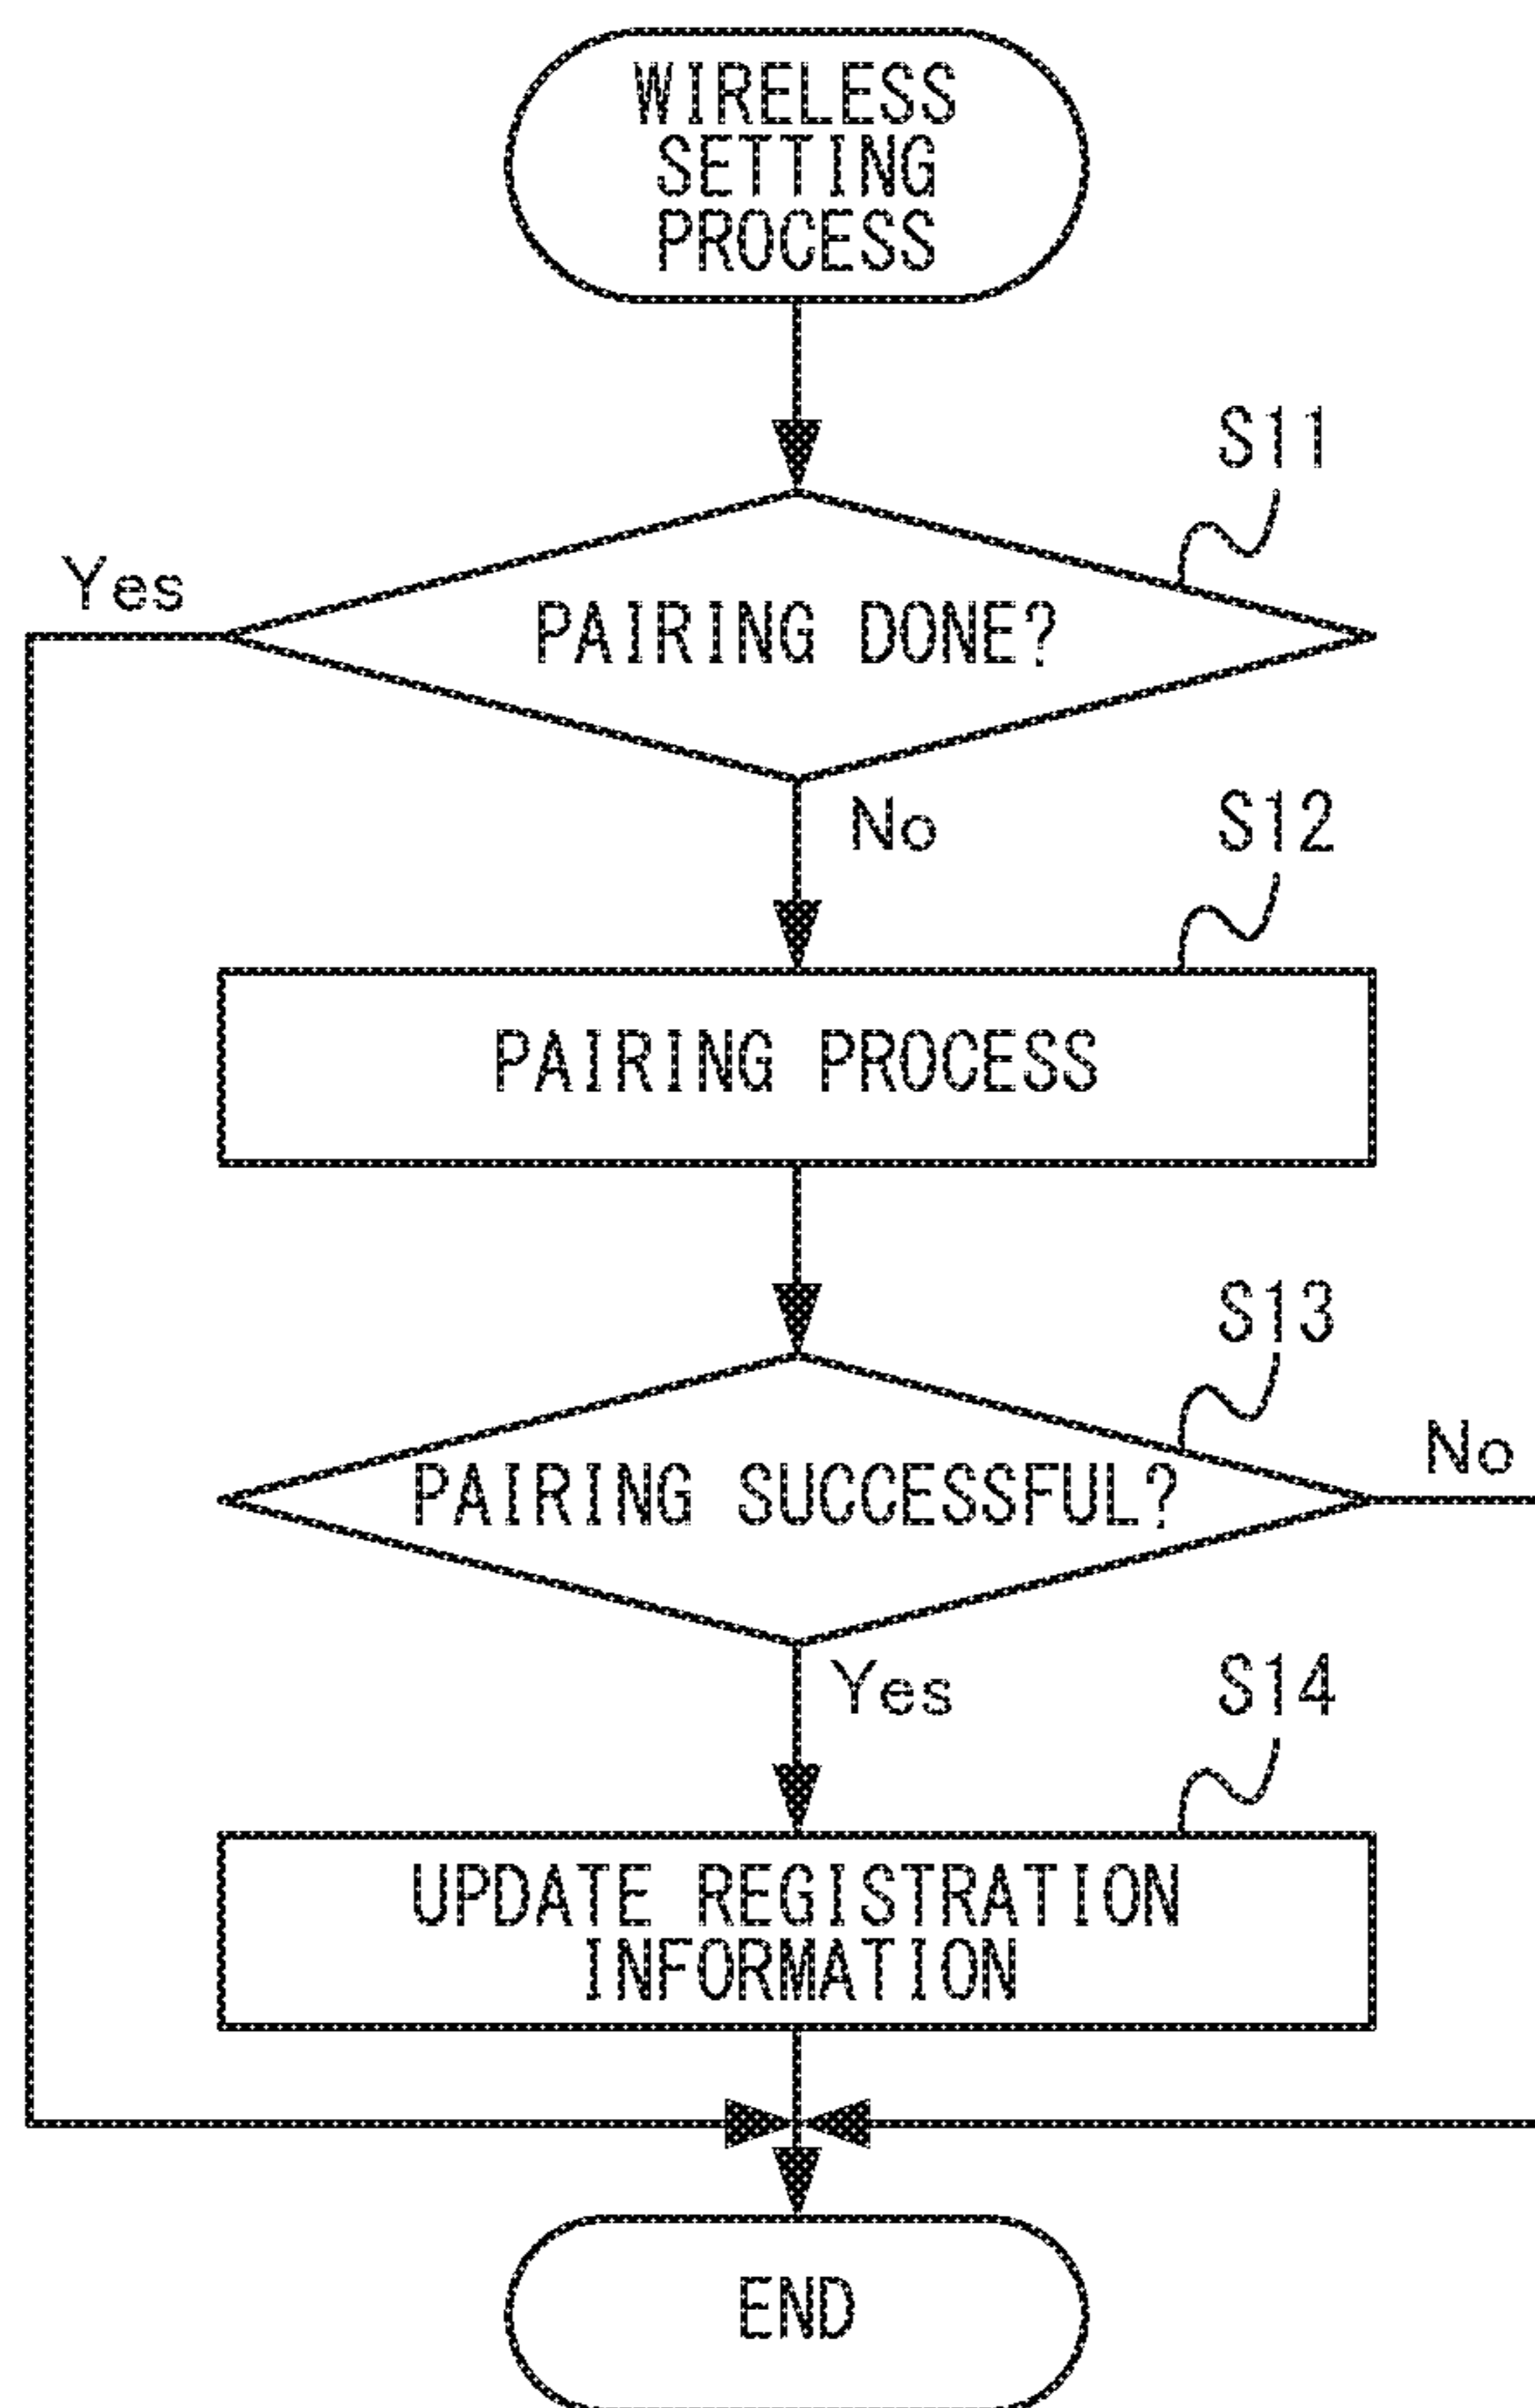 WIRELESS
SETTING
PROCESS
S11
Yes
PAIRING DONE?
No
S12
PAIRING PROCESS
S13
No
PAIRING SUCCESSFUL?
Yes
S14
UPDATE REGISTRATION
INFORMATION
END